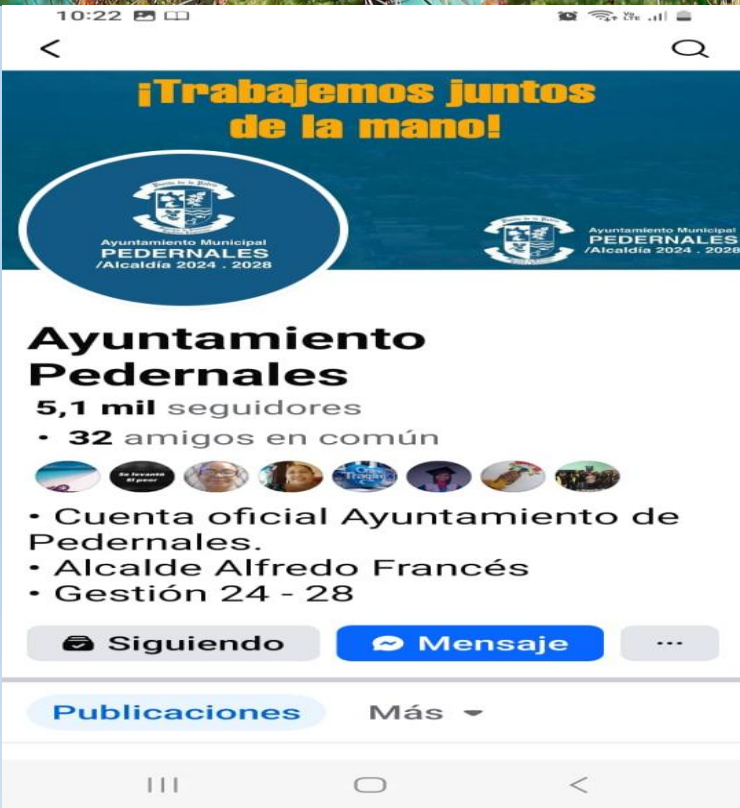 10:22
¡Trabajemos juntos
de la mano!
Ayuntamiento Municipal
PEDERNALES
/Alcaldía 2024 . 2028
Ayuntamiento Municipal
PEDERNALES
/Alcaldía 2024 . 2028
Ayuntamiento
Pedernales
5,1 mil seguidores
• 32 amigos en común
Se levanta
El peor
• Cuenta oficial Ayuntamiento de
Pedernales.
• Alcalde Alfredo Francés
• Gestión 24 - 28
Siguiendo
Mensaje
...
Publicaciones
Más